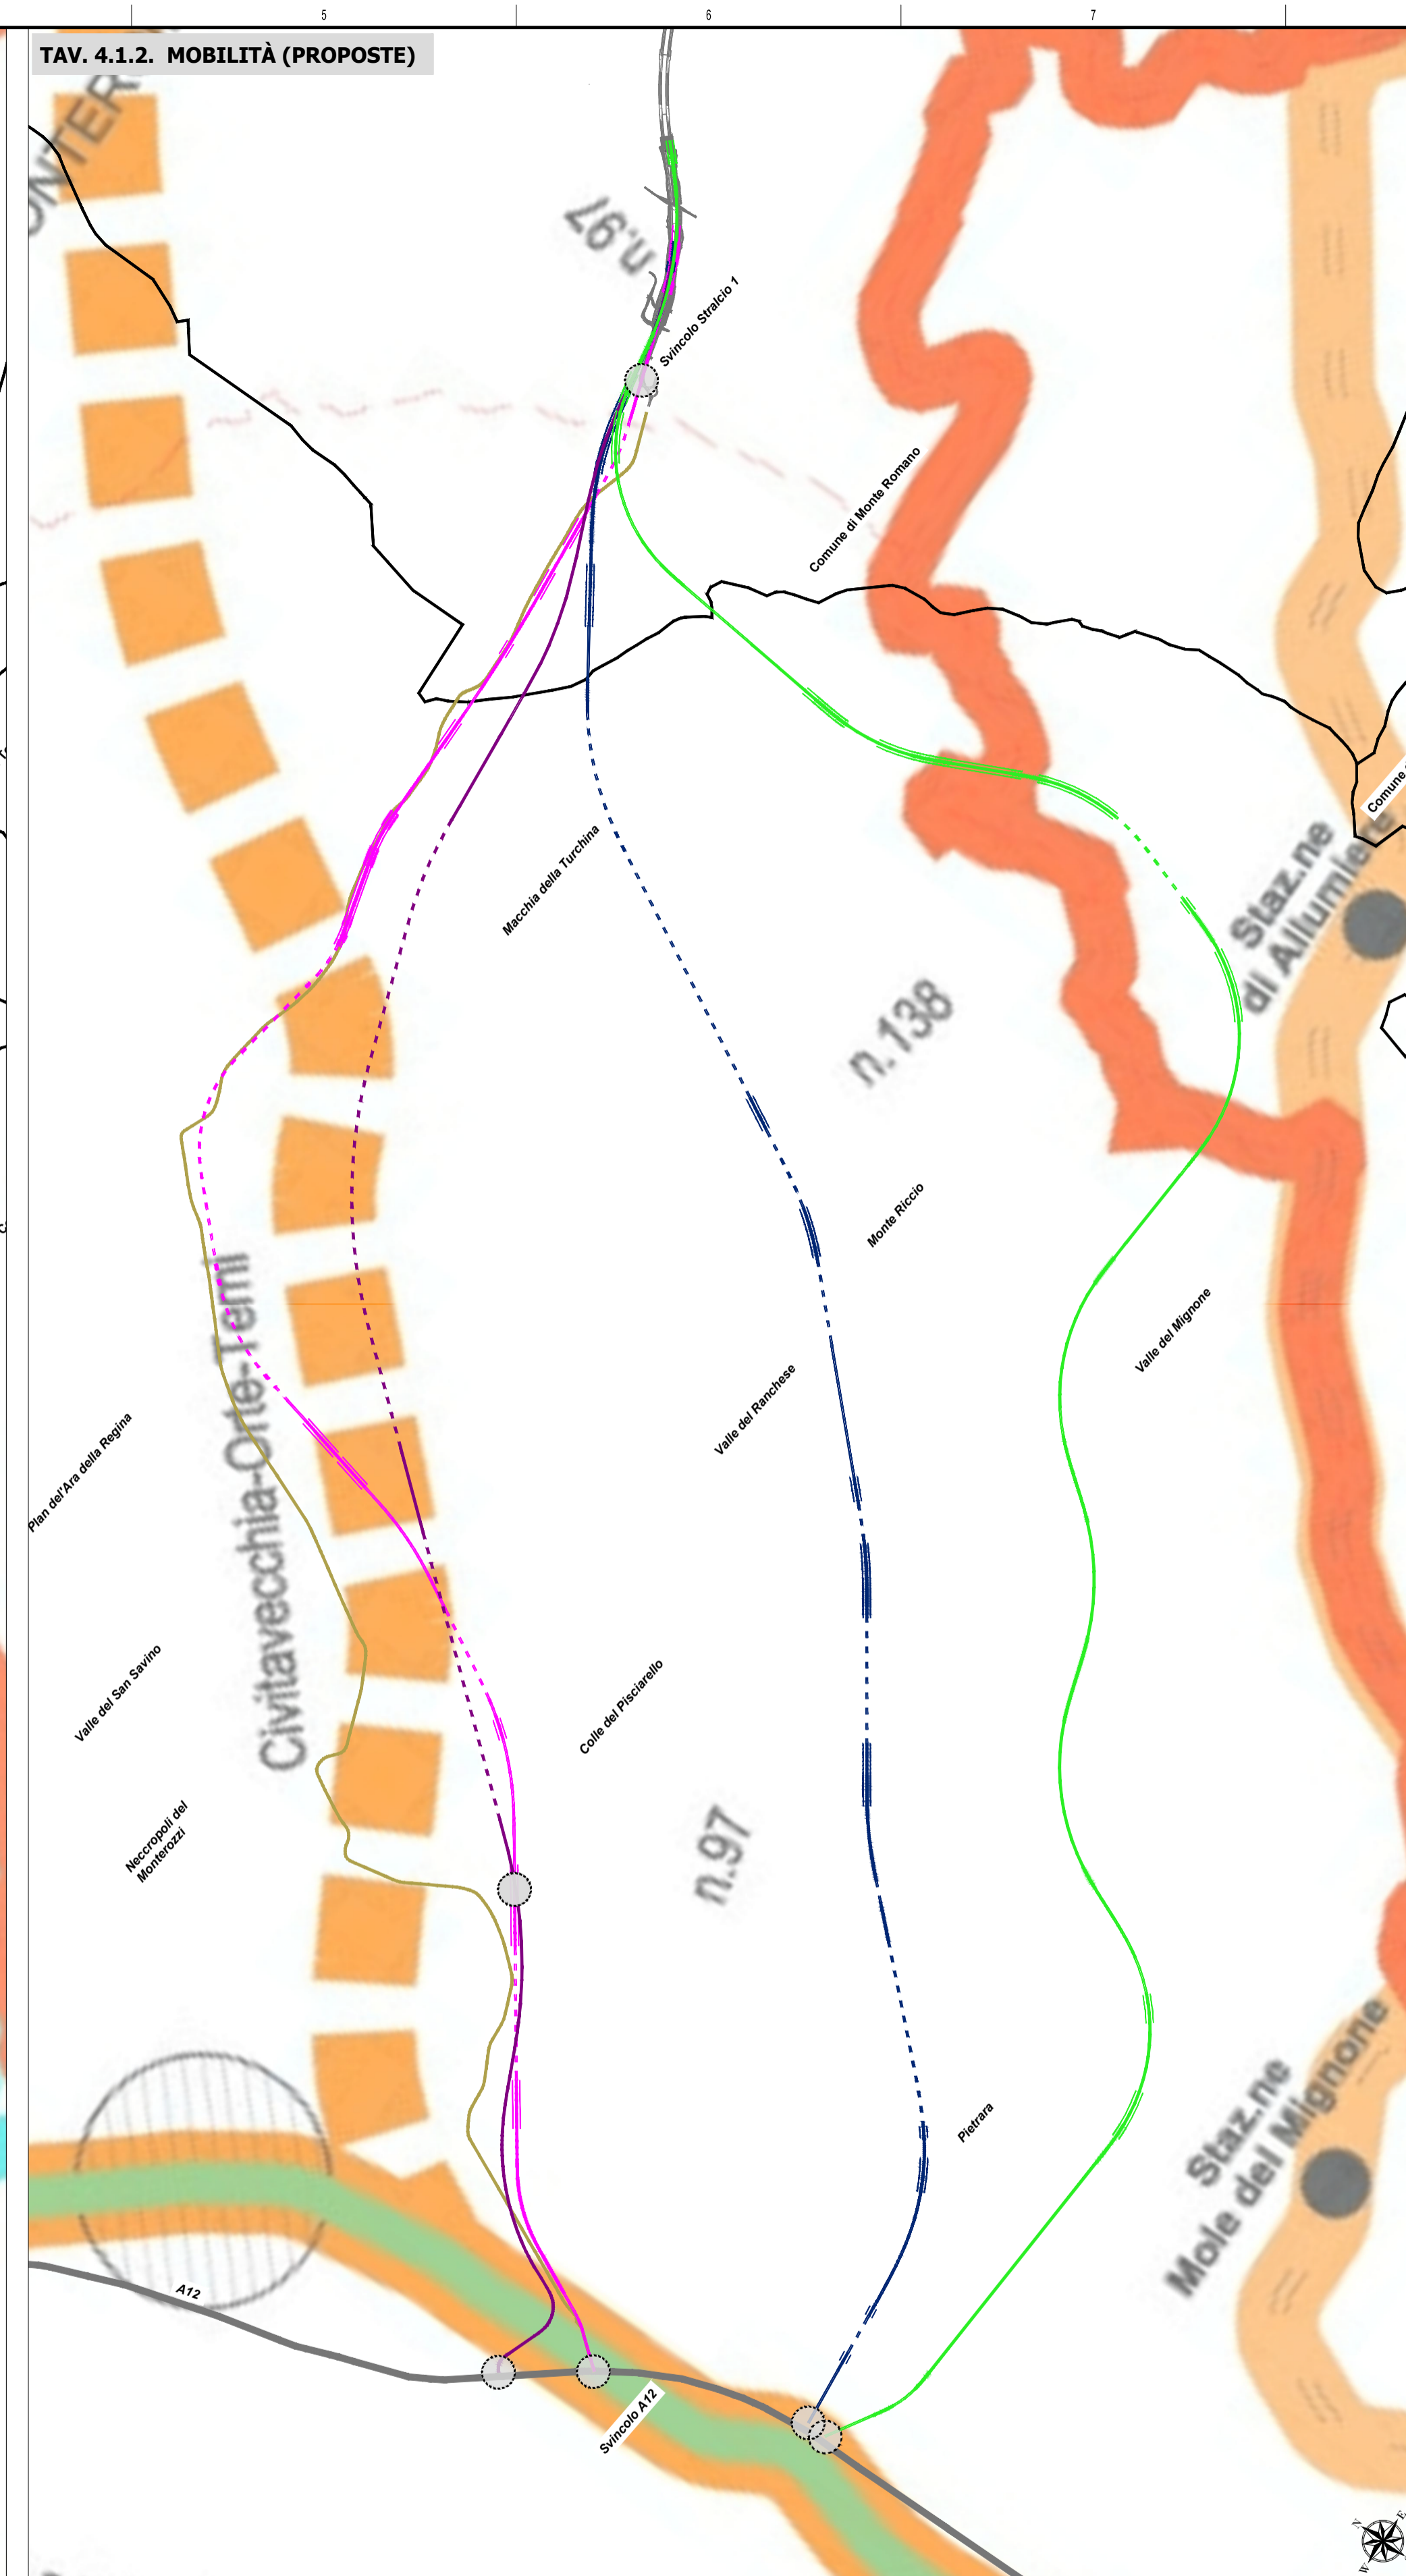 5
6
7
TAV. 4.1.2. MOBILITÀ (PROPOSTE)
n.97
Svincolo Stralcio 1
Comune di Monte Romano
Comune
Macchia della Turchina
Staz.ne
di Allumiere
n.138
Monte Riccio
Valle del Mignone
Valle del Ranchese
Civitavecchia-Orte-Terni
Pian del'Ara della Regina
Valle del San Savino
Colle del Pisciarello
Neccropoli del
Monterozzi
n.97
Pietrara
Staz.ne
Mole del Mignone
A12
Svincolo A12
N
E
W